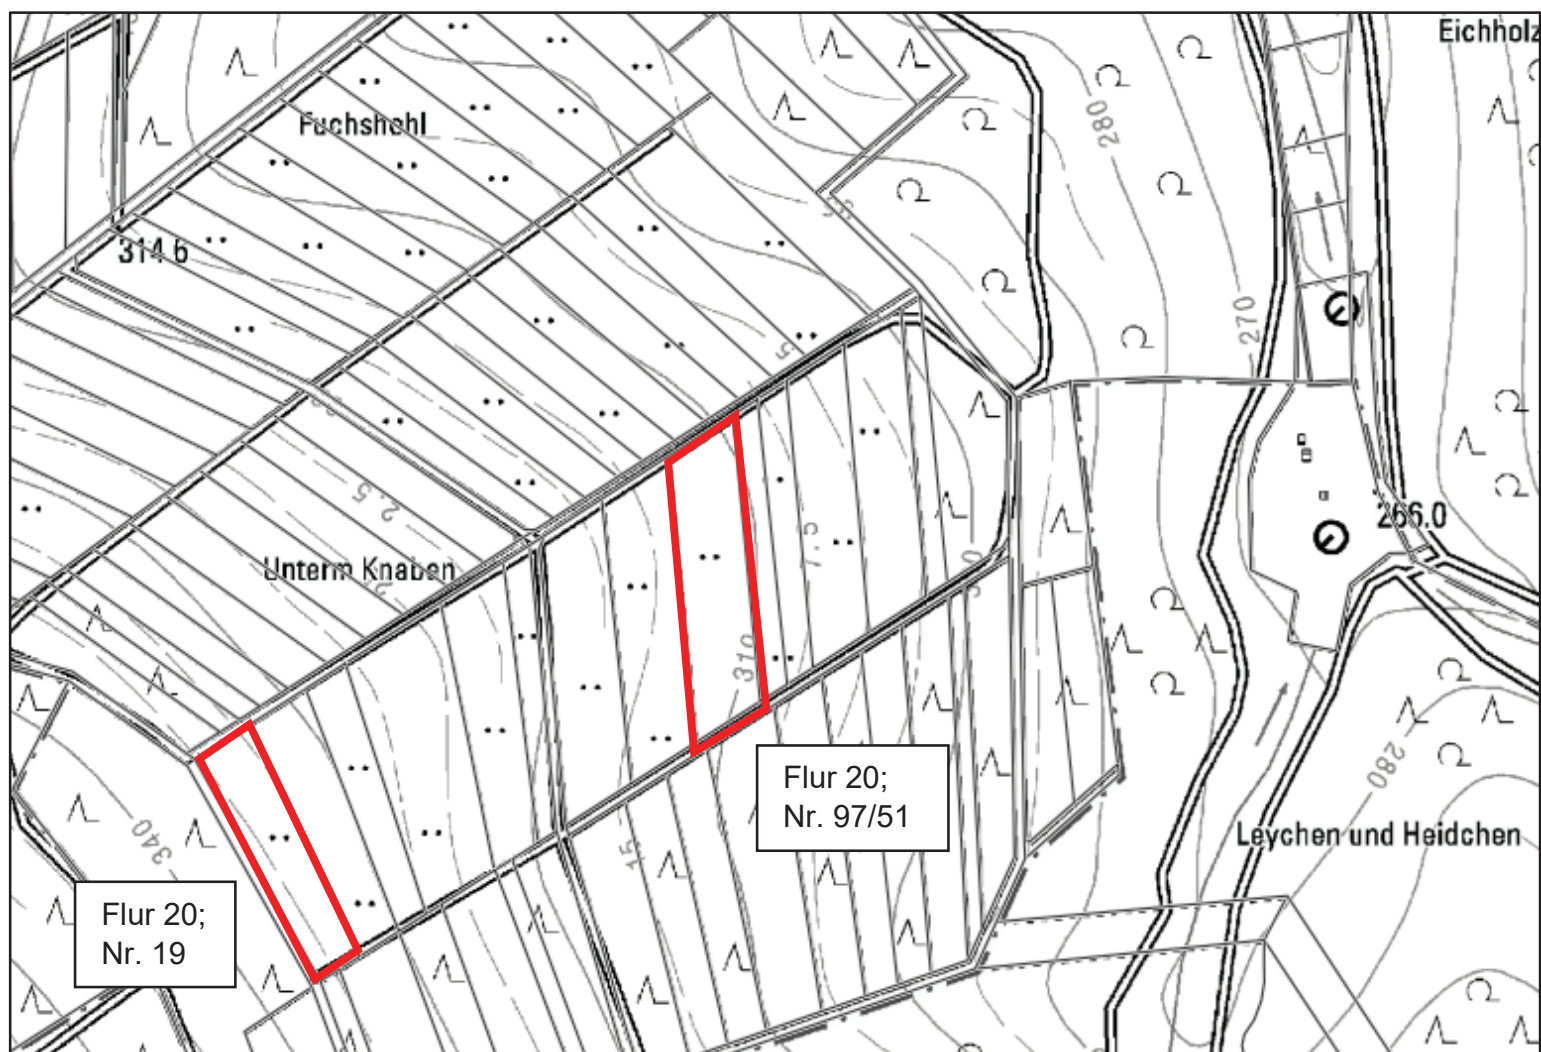 Eichholz
Fuchshohl
280
314.6
270
5
2,5
266.0
Unterm Knaben
7,5
310
Flur 20;
Nr. 97/51
280
Leychen und Heidchen
340
15
Flur 20;
Nr. 19